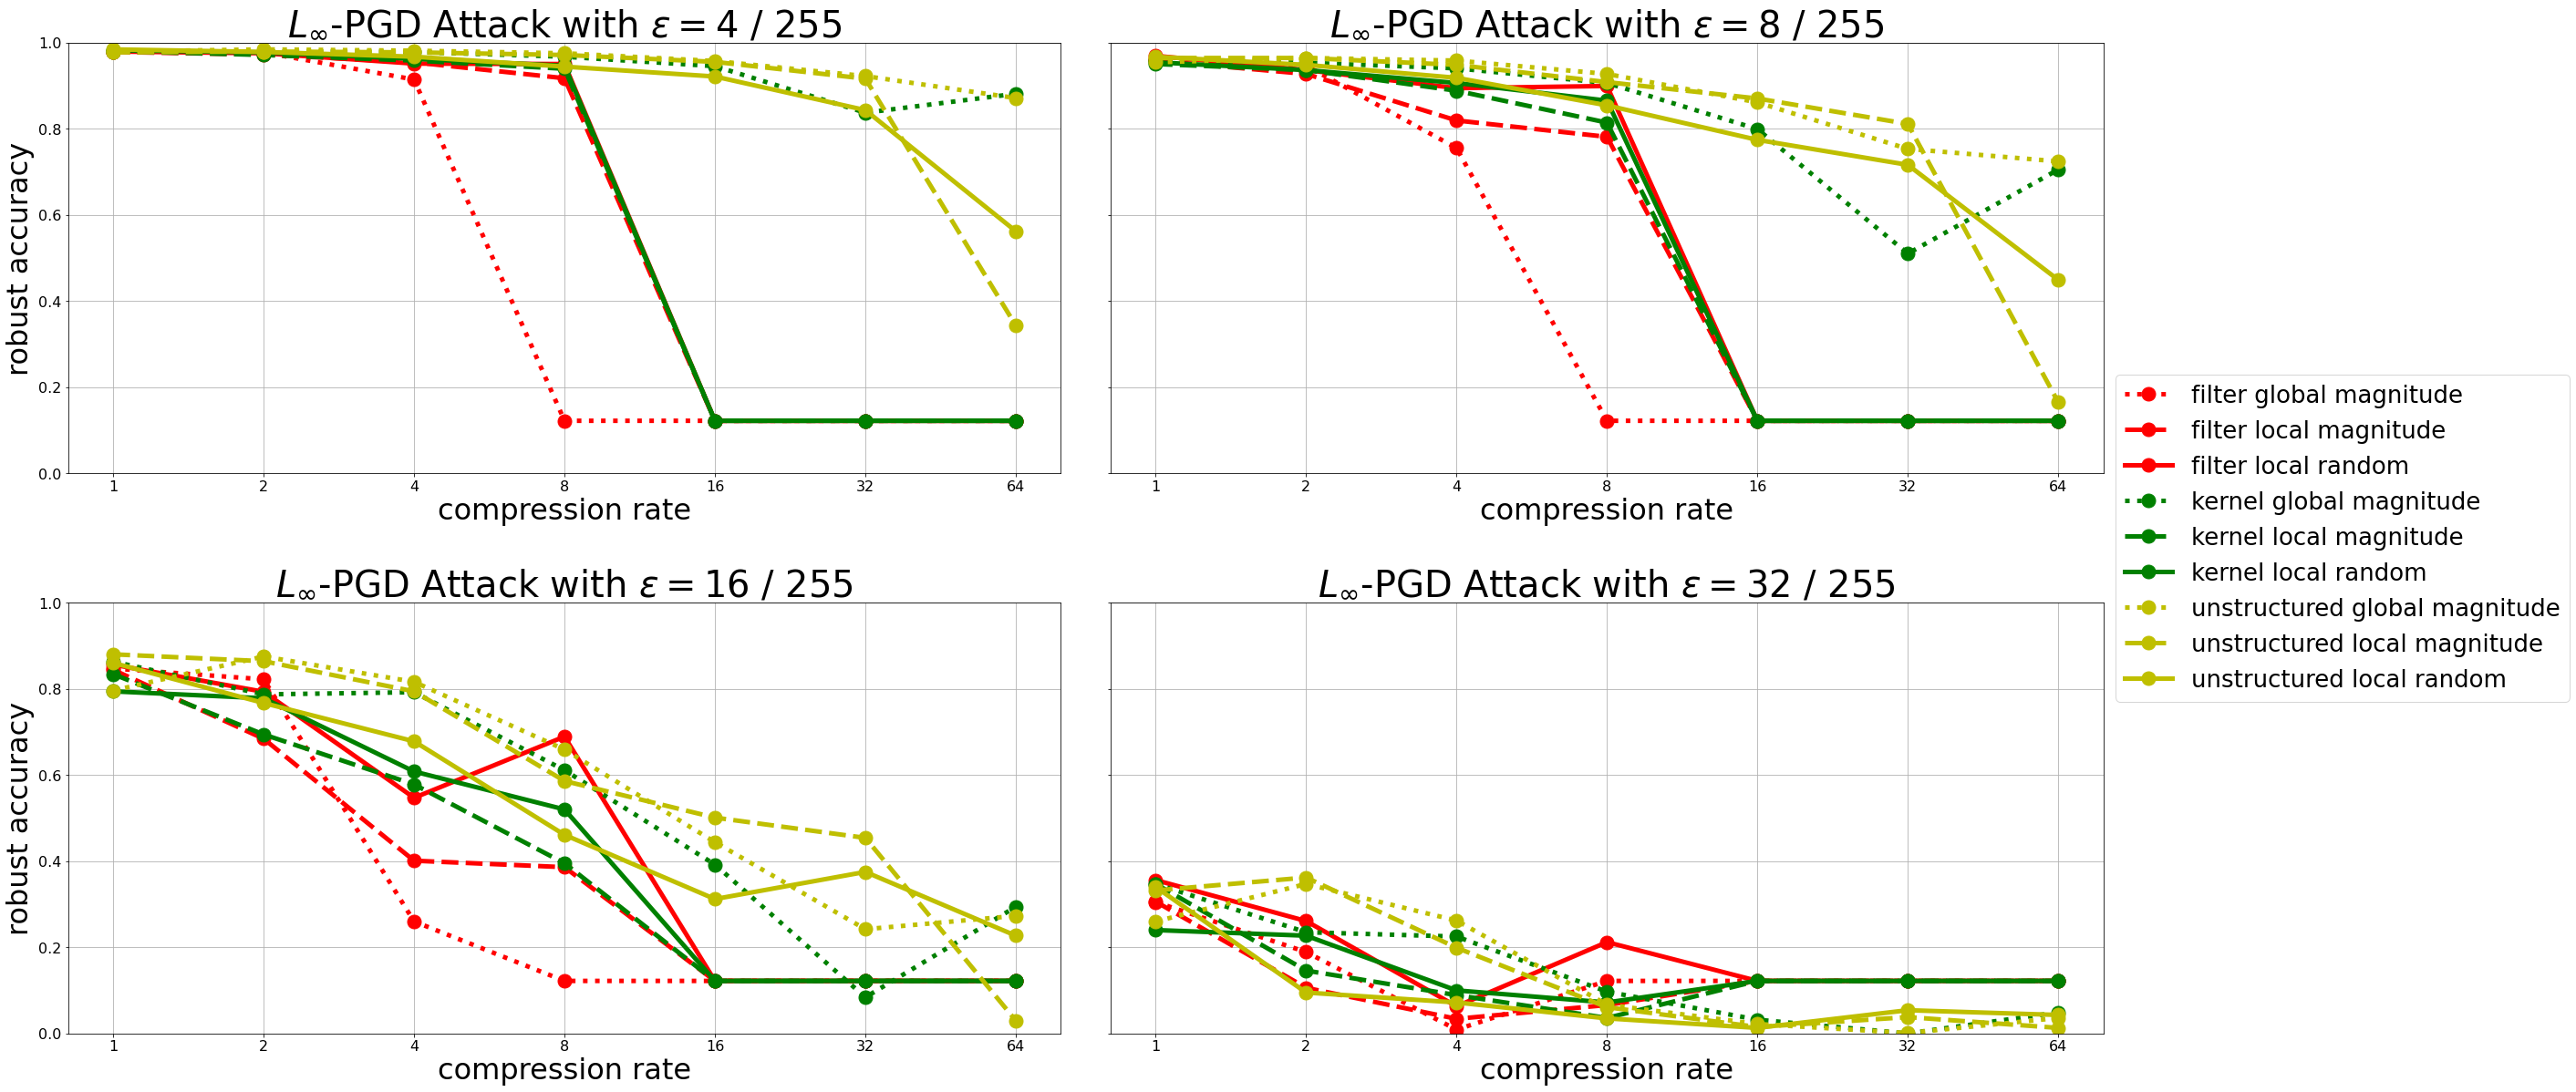 L∞-PGD Attack with ε = 4 / 255
robust accuracy
1.0
0.8
0.6
0.4
0.2
0.0
1 2 4 8 16 32 64
compression rate
L∞-PGD Attack with ε = 8 / 255
1 2 4 8 16 32 64
compression rate
L∞-PGD Attack with ε = 16 / 255
robust accuracy
1.0
0.8
0.6
0.4
0.2
0.0
1 2 4 8 16 32 64
compression rate
L∞-PGD Attack with ε = 32 / 255
1 2 4 8 16 32 64
compression rate
filter global magnitude
filter local magnitude
filter local random
kernel global magnitude
kernel local magnitude
kernel local random
unstructured global magnitude
unstructured local magnitude
unstructured local random